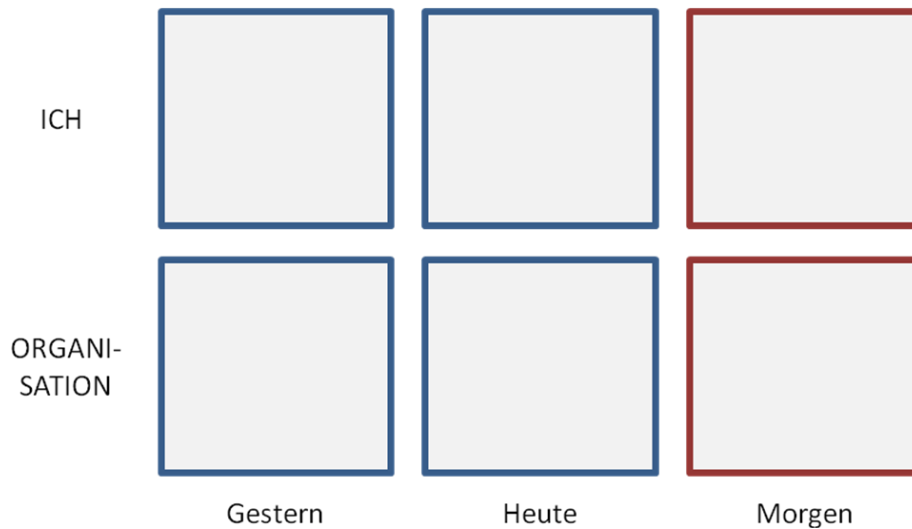 ICH
ORGANI-
SATION
Gestern
Heute
Morgen